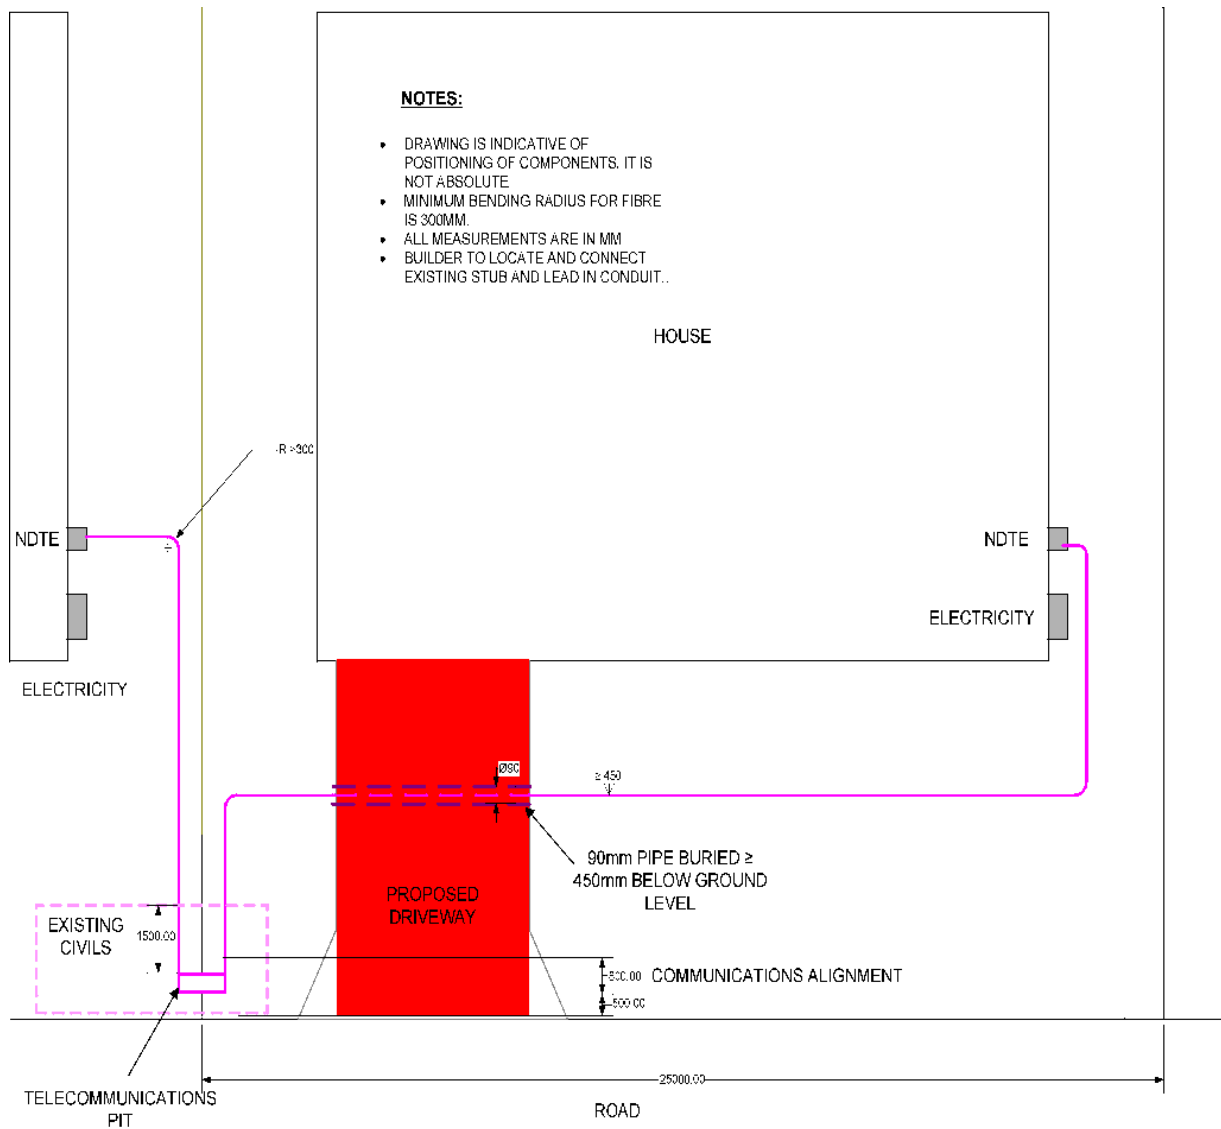 NOTES:
• DRAWING IS INDICATIVE OF
POSITIONING OF COMPONENTS. IT IS
NOT ABSOLUTE
• MINIMUM BENDING RADIUS FOR FIBRE
IS 300MM.
• ALL MEASUREMENTS ARE IN MM
• BUILDER TO LOCATE AND CONNECT
EXISTING STUB AND LEAD IN CONDUIT..
HOUSE
R >300
NDTE
NDTE
ELECTRICITY
ELECTRICITY
Ø90
≥ 450
90mm PIPE BURIED ≥
450mm BELOW GROUND
LEVEL
PROPOSED
DRIVEWAY
EXISTING
CIVILS
1500.00
COMMUNICATIONS ALIGNMENT
500.00
25000.00
TELECOMMUNICATIONS
PIT
ROAD